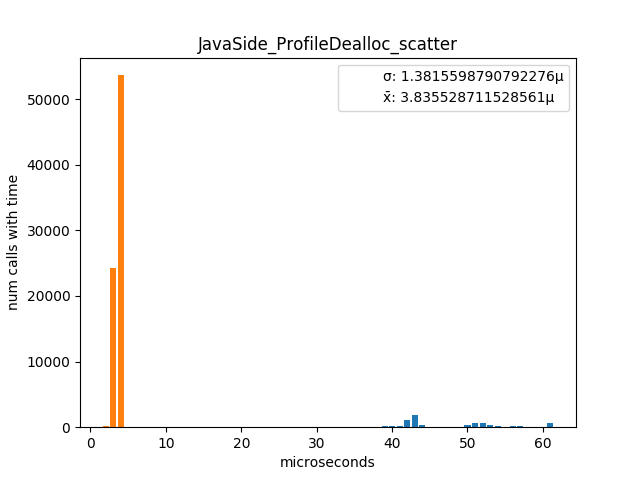 JavaSide_ProfileDealloc_scatter
σ: 1.3815598790792276μ
x̄: 3.835528711528561μ
num calls with time
50000
40000
30000
20000
10000
0
0 10 20 30 40 50 60
microseconds